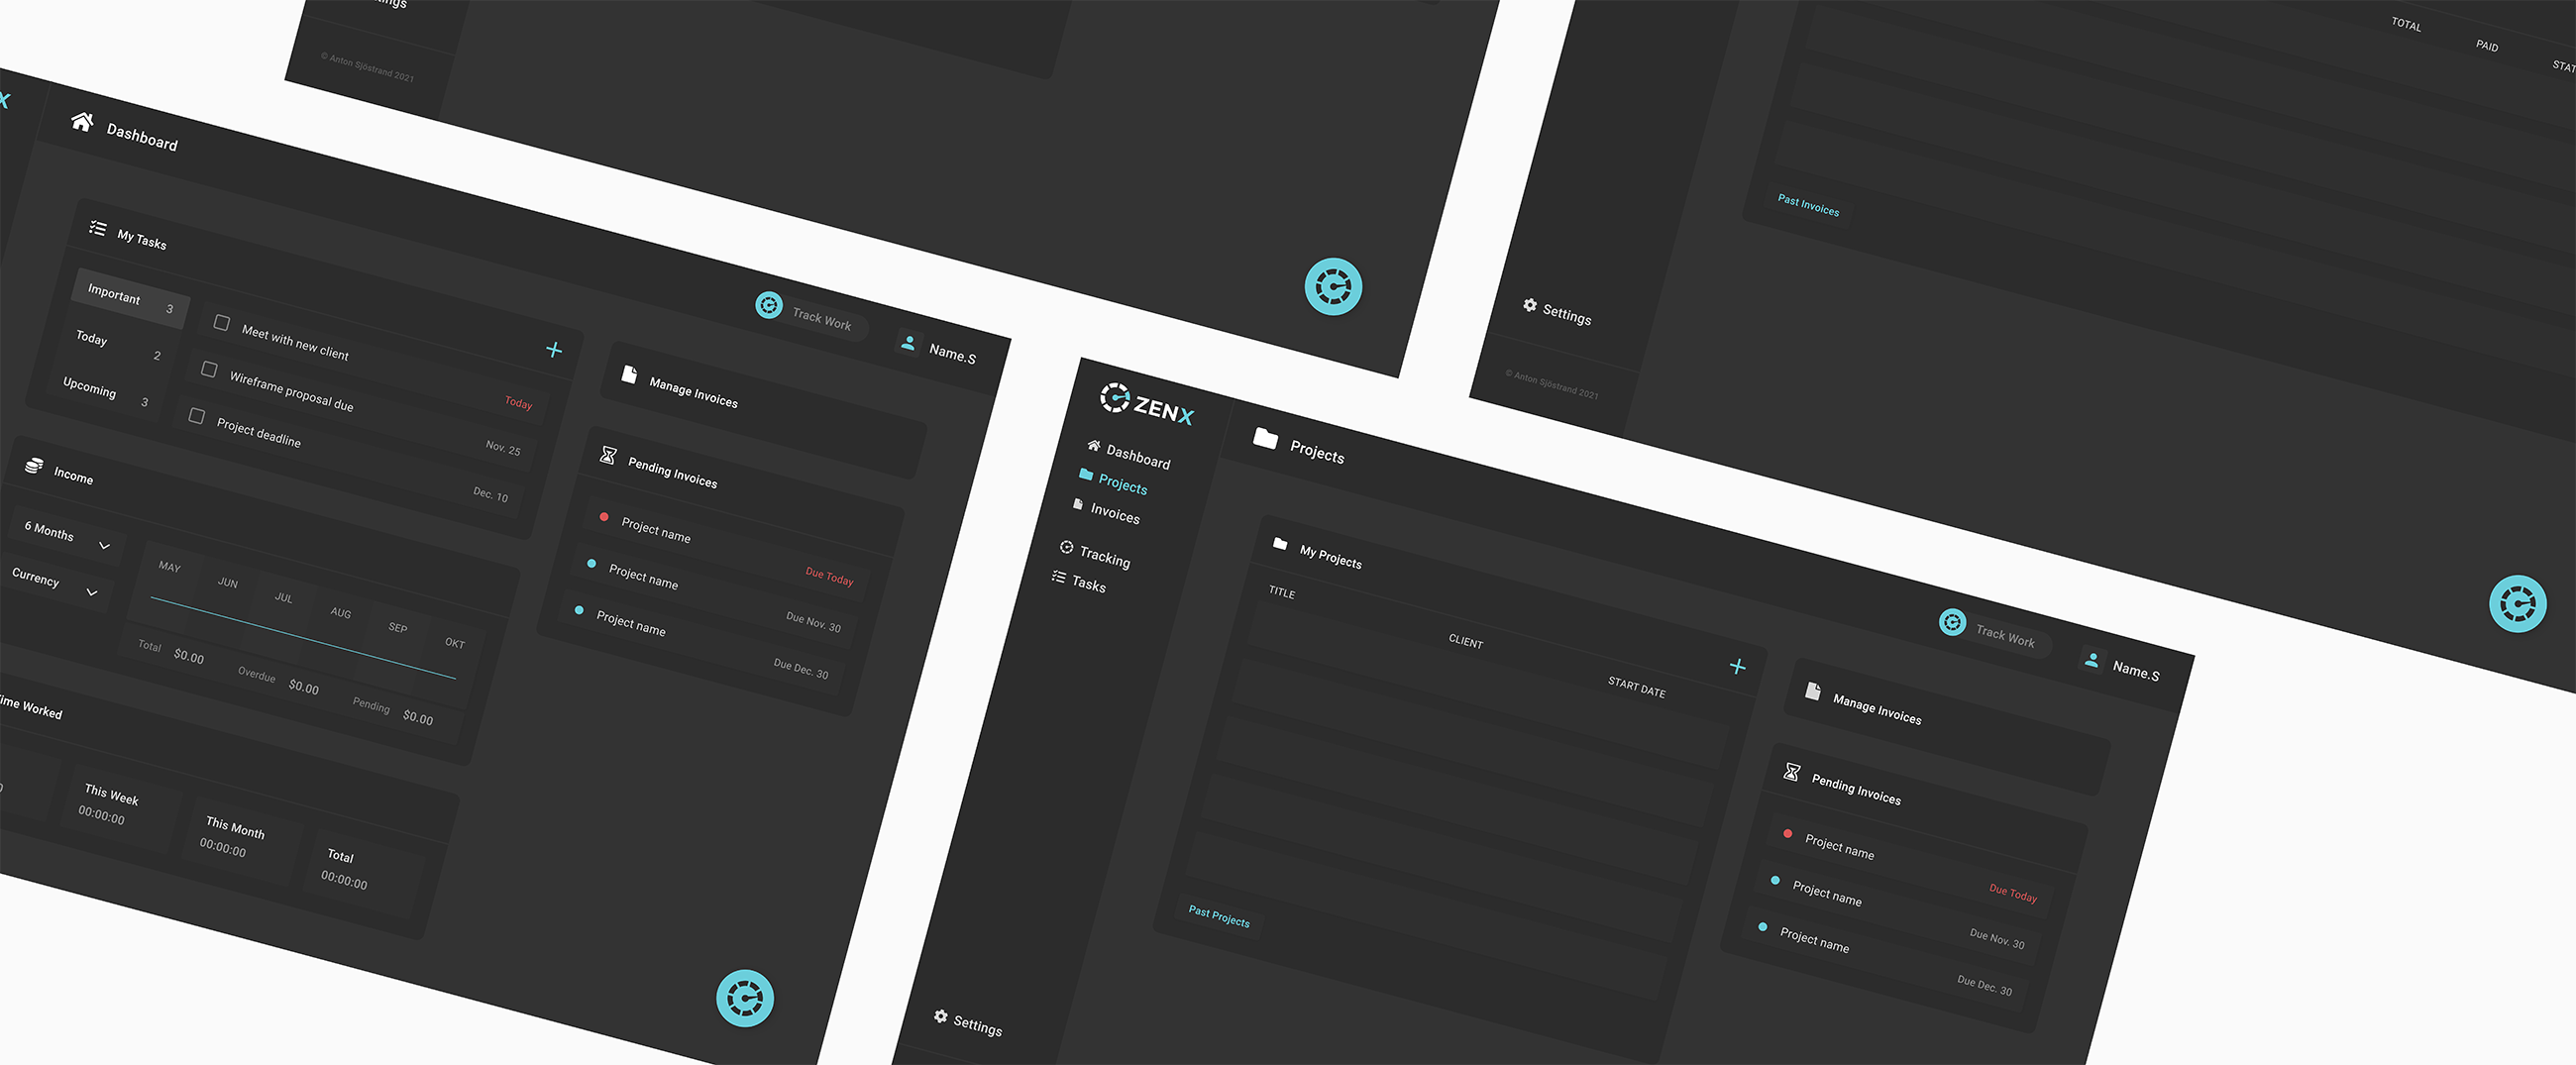 © Anton Sjöstrand 2021
TOTAL
PAID
Past Invoices
Settings
© Anton Sjöstrand 2021
X
Dashboard
Track Work
Name.S
My Tasks
Important 3
Today 2
Upcoming 3
Meet with new client Today
Wireframe proposal due Nov. 25
Project deadline Dec. 10
Manage Invoices
Pending Invoices
Project name Due Today
Project name Due Nov. 30
Project name Due Dec. 30
Income
6 Months
Currency
MAY JUN JUL AUG SEP OKT
Total $0.00 Overdue $0.00 Pending $0.00
Worked
This Week
00:00:00
This Month
00:00:00
Total
00:00:00
ZENX
Dashboard
Projects
Invoices
Tracking
Tasks
Settings
Projects
Track Work
Name.S
My Projects
TITLE CLIENT START DATE
Past Projects
Manage Invoices
Pending Invoices
Project name Due Today
Project name Due Nov. 30
Project name Due Dec. 30